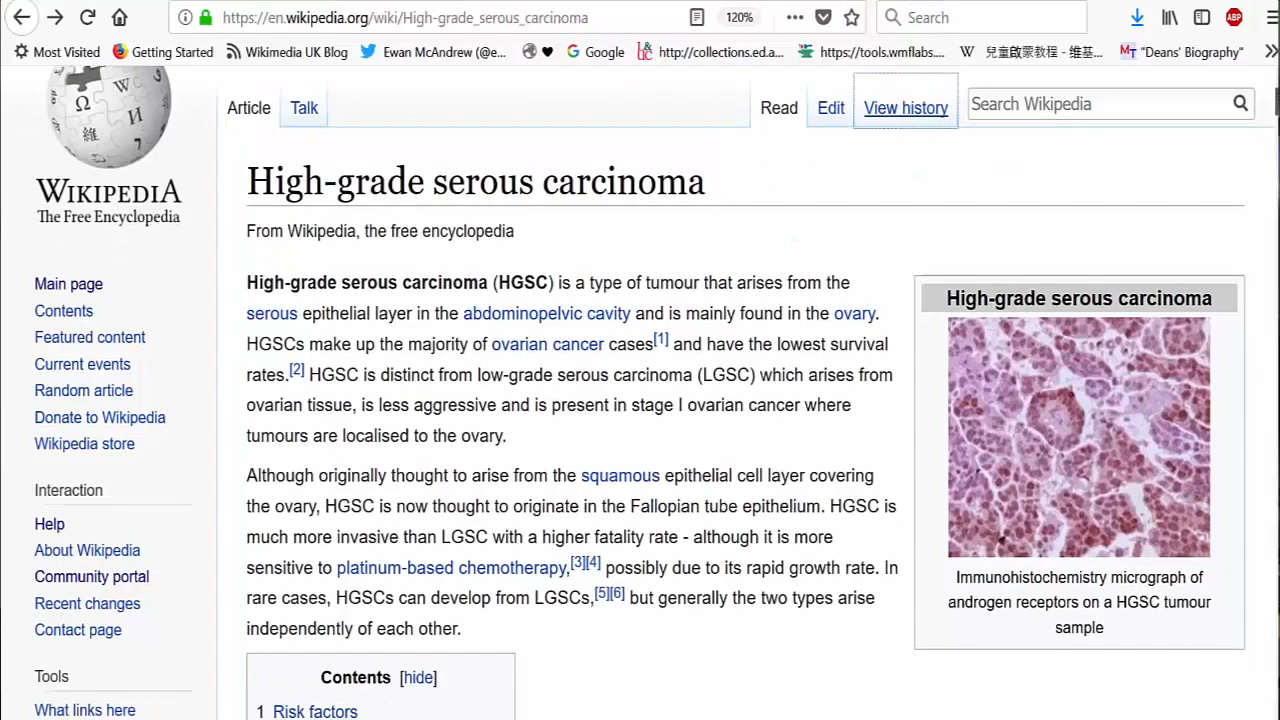 https://en.wikipedia.org/wiki/High-grade_serous_carcinoma
120%
Search
ABP
Most Visited
Getting Started
Wikimedia UK Blog
Ewan McAndrew (@e...
Google
http://collections.ed.a...
https://tools.wmflabs....
W 兒童啟蒙教程 - 維基...
"Deans' Biography"
WIKIPEDIA
The Free Encyclopedia
Article
Talk
Read
Edit
View history
Search Wikipedia
High-grade serous carcinoma
From Wikipedia, the free encyclopedia
Main page
Contents
Featured content
Current events
Random article
Donate to Wikipedia
Wikipedia store
Interaction
Help
About Wikipedia
Community portal
Recent changes
Contact page
Tools
What links here
High-grade serous carcinoma (HGSC) is a type of tumour that arises from the
serous epithelial layer in the abdominopelvic cavity and is mainly found in the ovary.
HGSCs make up the majority of ovarian cancer cases[1] and have the lowest survival
rates.[2] HGSC is distinct from low-grade serous carcinoma (LGSC) which arises from
ovarian tissue, is less aggressive and is present in stage I ovarian cancer where
tumours are localised to the ovary.
Although originally thought to arise from the squamous epithelial cell layer covering
the ovary, HGSC is now thought to originate in the Fallopian tube epithelium. HGSC is
much more invasive than LGSC with a higher fatality rate - although it is more
sensitive to platinum-based chemotherapy,[3][4] possibly due to its rapid growth rate. In
rare cases, HGSCs can develop from LGSCs,[5][6] but generally the two types arise
independently of each other.
Contents [hide]
1 Risk factors
High-grade serous carcinoma
Immunohistochemistry micrograph of
androgen receptors on a HGSC tumour
sample